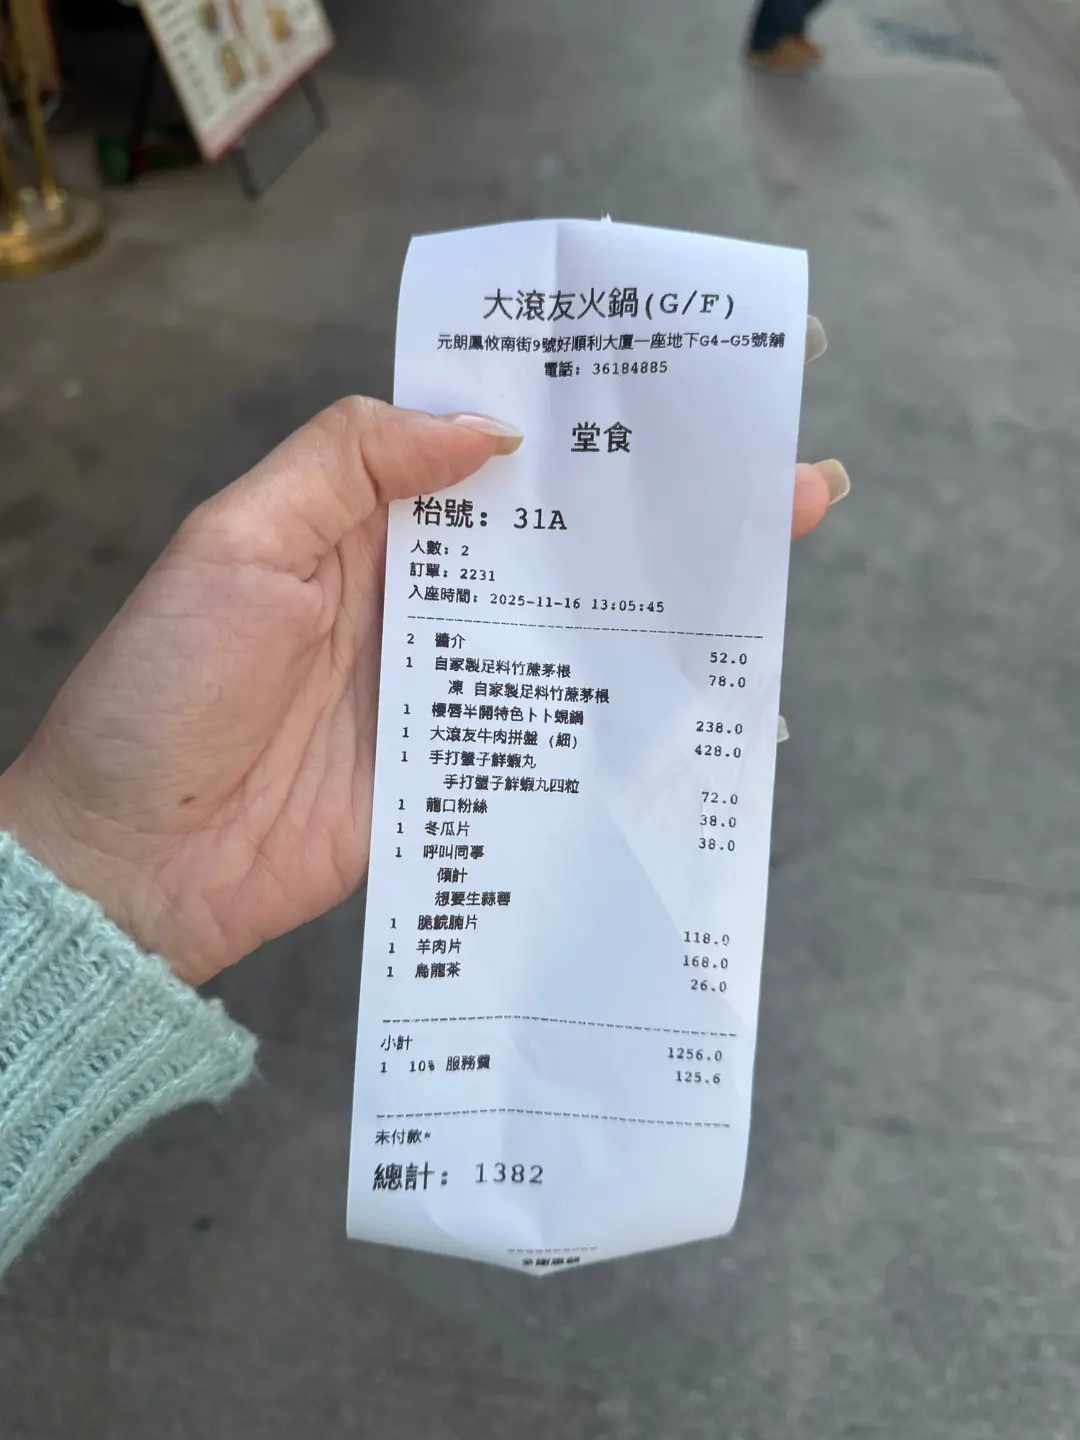 大滾友火鍋(G/F)
元朗鳳攸南街9號好順利大廈一座地下G4-G5號舖
電話: 36184885
堂食
枱號: 31A
人數: 2
訂單: 2231
入座時間: 2025-11-16 13:05:45
2 醬介 52.0
1 自家製足料竹蔗茅根 78.0
凍 自家製足料竹蔗茅根
1 櫻唇半開特色卜卜蜆鍋 238.0
1 大滾友牛肉拼盤 (細) 428.0
1 手打蟹子鮮蝦丸
手打蟹子鮮蝦丸四粒 72.0
1 龍口粉絲 38.0
1 冬瓜片 38.0
1 呼叫同事
傾計
想要生蒜蓉
1 脆鯇腩片 118.0
1 羊肉片 168.0
1 烏龍茶 26.0
小計 1256.0
1 10% 服務費 125.6
未付款*
總計: 1382